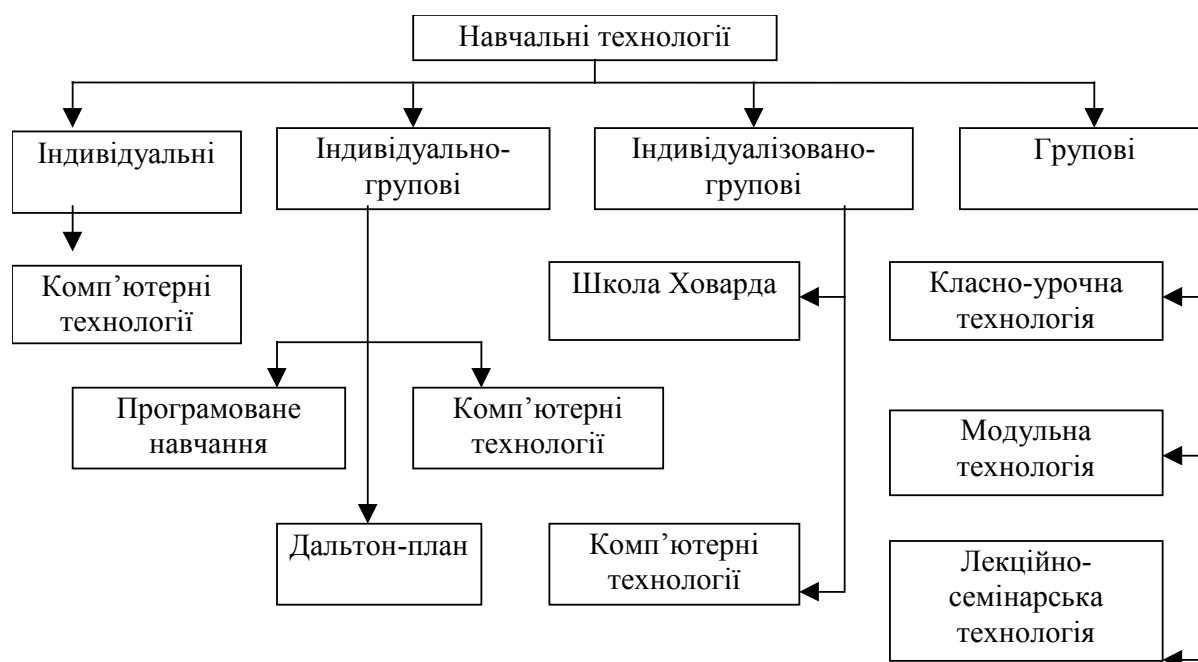 Навчальні технології
Індивідуальні
Індивідуально-
групові
Індивідуалізовано-
групові
Групові
Комп’ютерні
технології
Школа Ховарда
Класно-урочна
технологія
Програмоване
навчання
Комп’ютерні
технології
Модульна
технологія
Дальтон-план
Комп’ютерні
технології
Лекційно-
семінарська
технологія